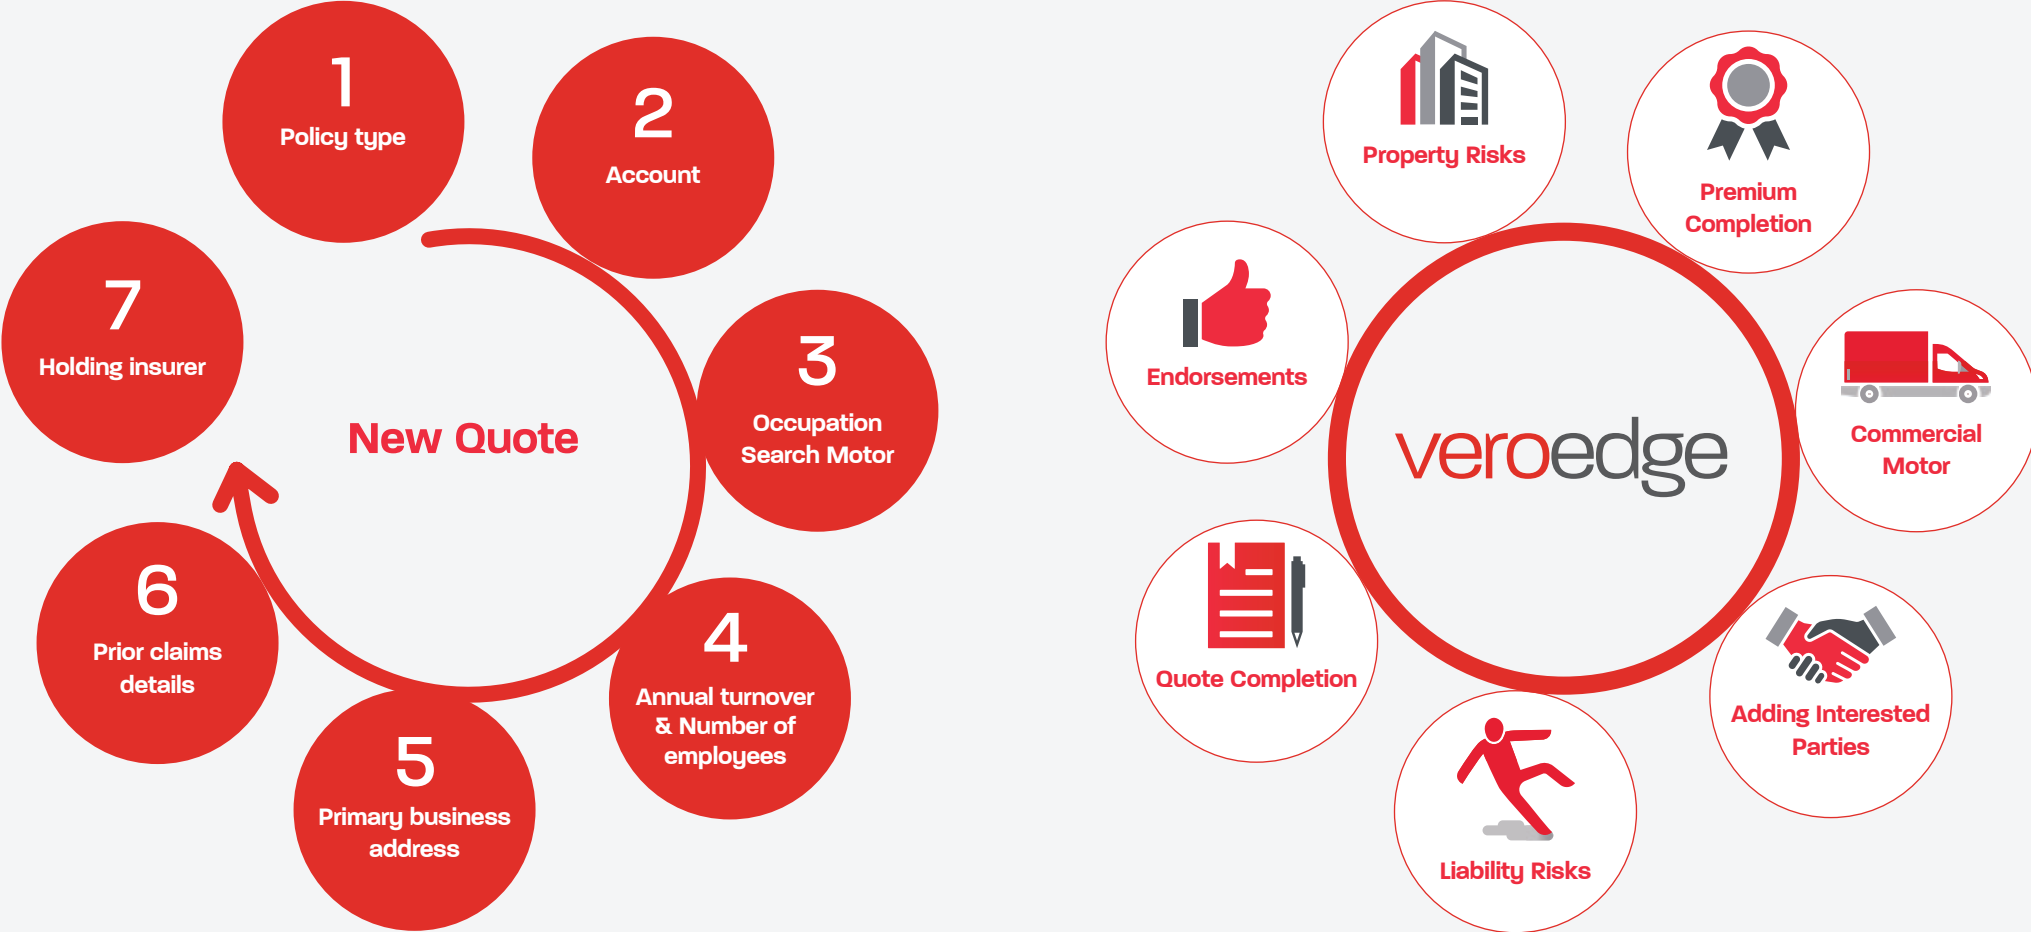 1
Policy type
2
Account
3
Occupation
Search Motor
4
Annual turnover
& Number of
employees
5
Primary business
address
6
Prior claims
details
7
Holding insurer
New Quote
Property Risks
Premium
Completion
Commercial
Motor
Adding Interested
Parties
Liability Risks
Quote Completion
Endorsements
veroedge